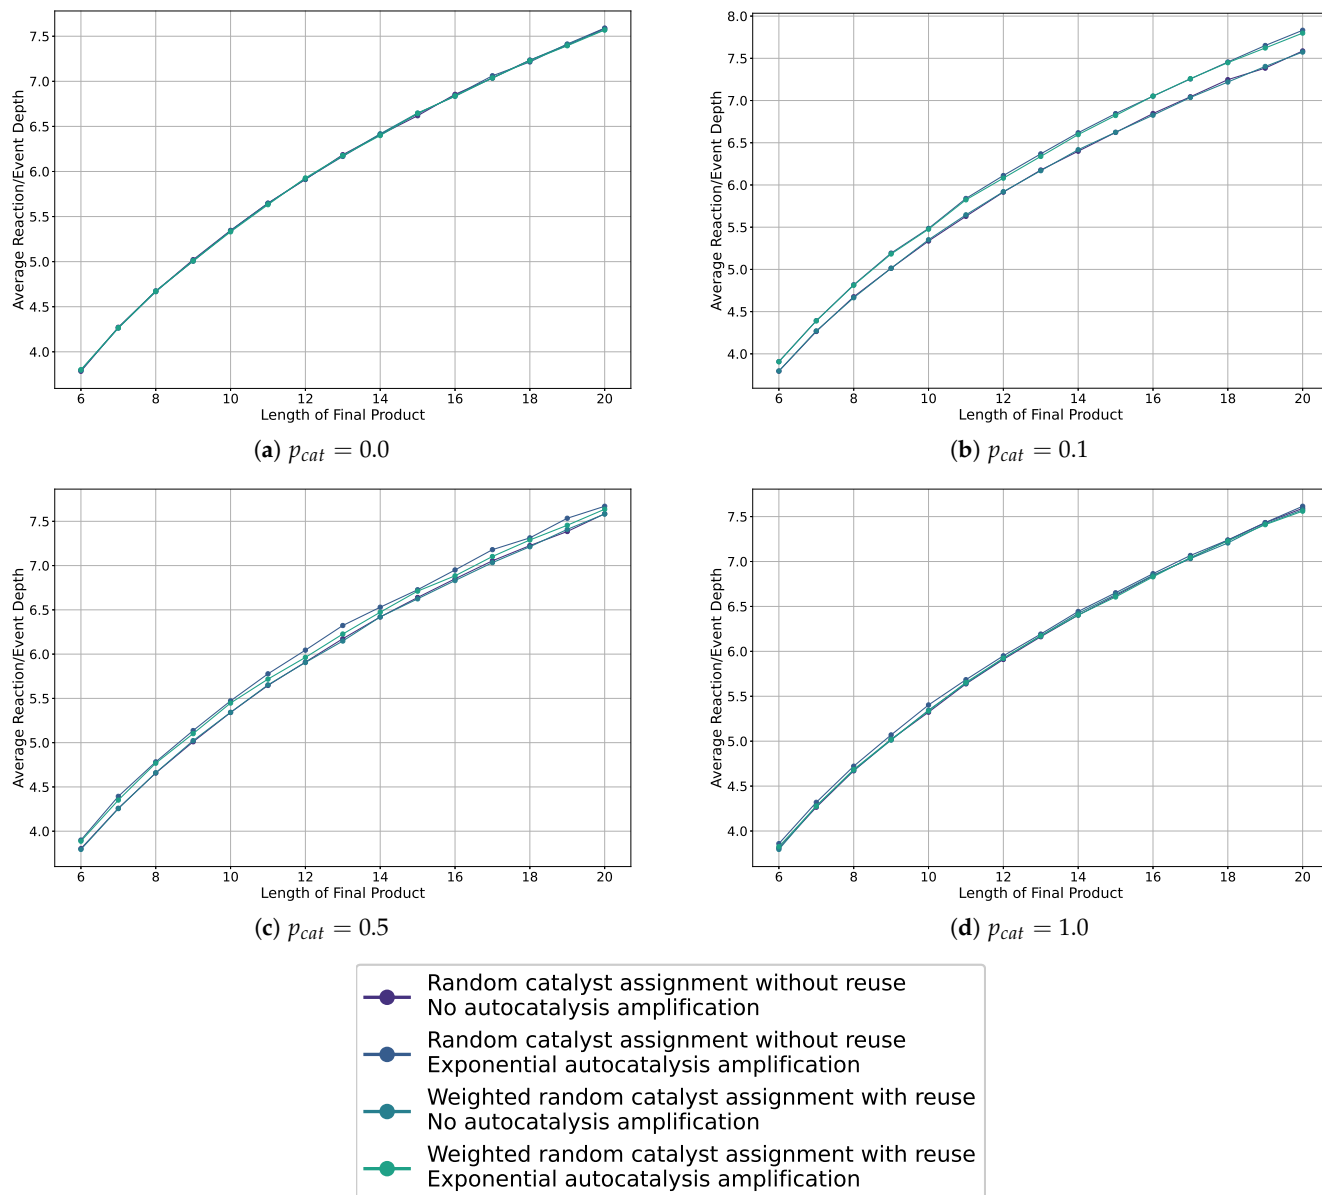 7.5
7.0
6.5
6.0
5.5
5.0
4.5
4.0
Average Reaction/Event Depth
6 8 10 12 14 16 18 20
Length of Final Product
(a) p_cat = 0.0
8.0
7.5
7.0
6.5
6.0
5.5
5.0
4.5
4.0
Average Reaction/Event Depth
6 8 10 12 14 16 18 20
Length of Final Product
(b) p_cat = 0.1
7.5
7.0
6.5
6.0
5.5
5.0
4.5
4.0
Average Reaction/Event Depth
6 8 10 12 14 16 18 20
Length of Final Product
(c) p_cat = 0.5
7.5
7.0
6.5
6.0
5.5
5.0
4.5
4.0
Average Reaction/Event Depth
6 8 10 12 14 16 18 20
Length of Final Product
(d) p_cat = 1.0
Random catalyst assignment without reuse
No autocatalysis amplification
Random catalyst assignment without reuse
Exponential autocatalysis amplification
Weighted random catalyst assignment with reuse
No autocatalysis amplification
Weighted random catalyst assignment with reuse
Exponential autocatalysis amplification